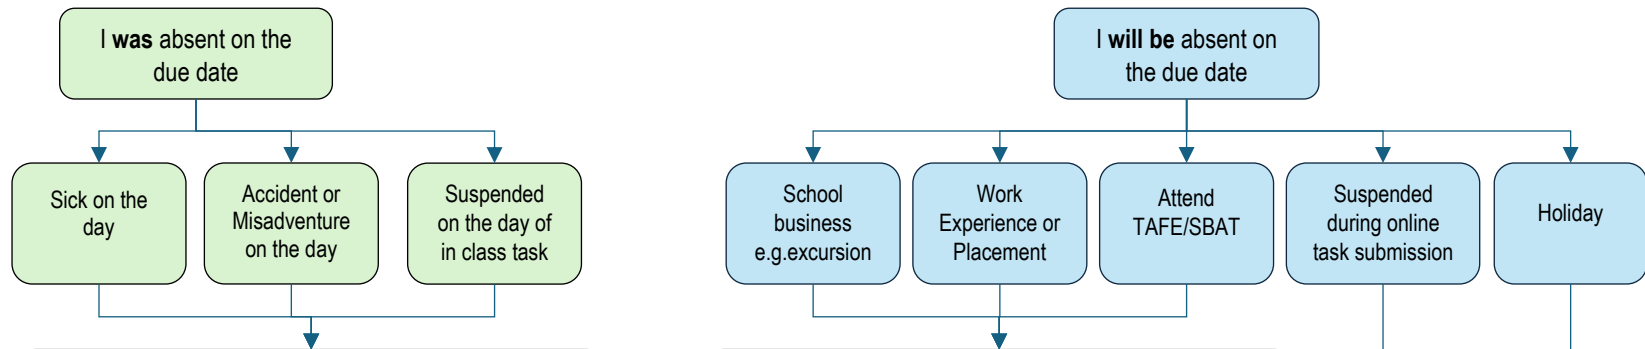 I was absent on the
due date
I will be absent on
the due date
Sick on the
day
Accident or
Misadventure
on the day
Suspended
on the day of
in class task
School
business
e.g.excursion
Work
Experience or
Placement
Attend
TAFE/SBAT
Suspended
during online
task submission
Holiday